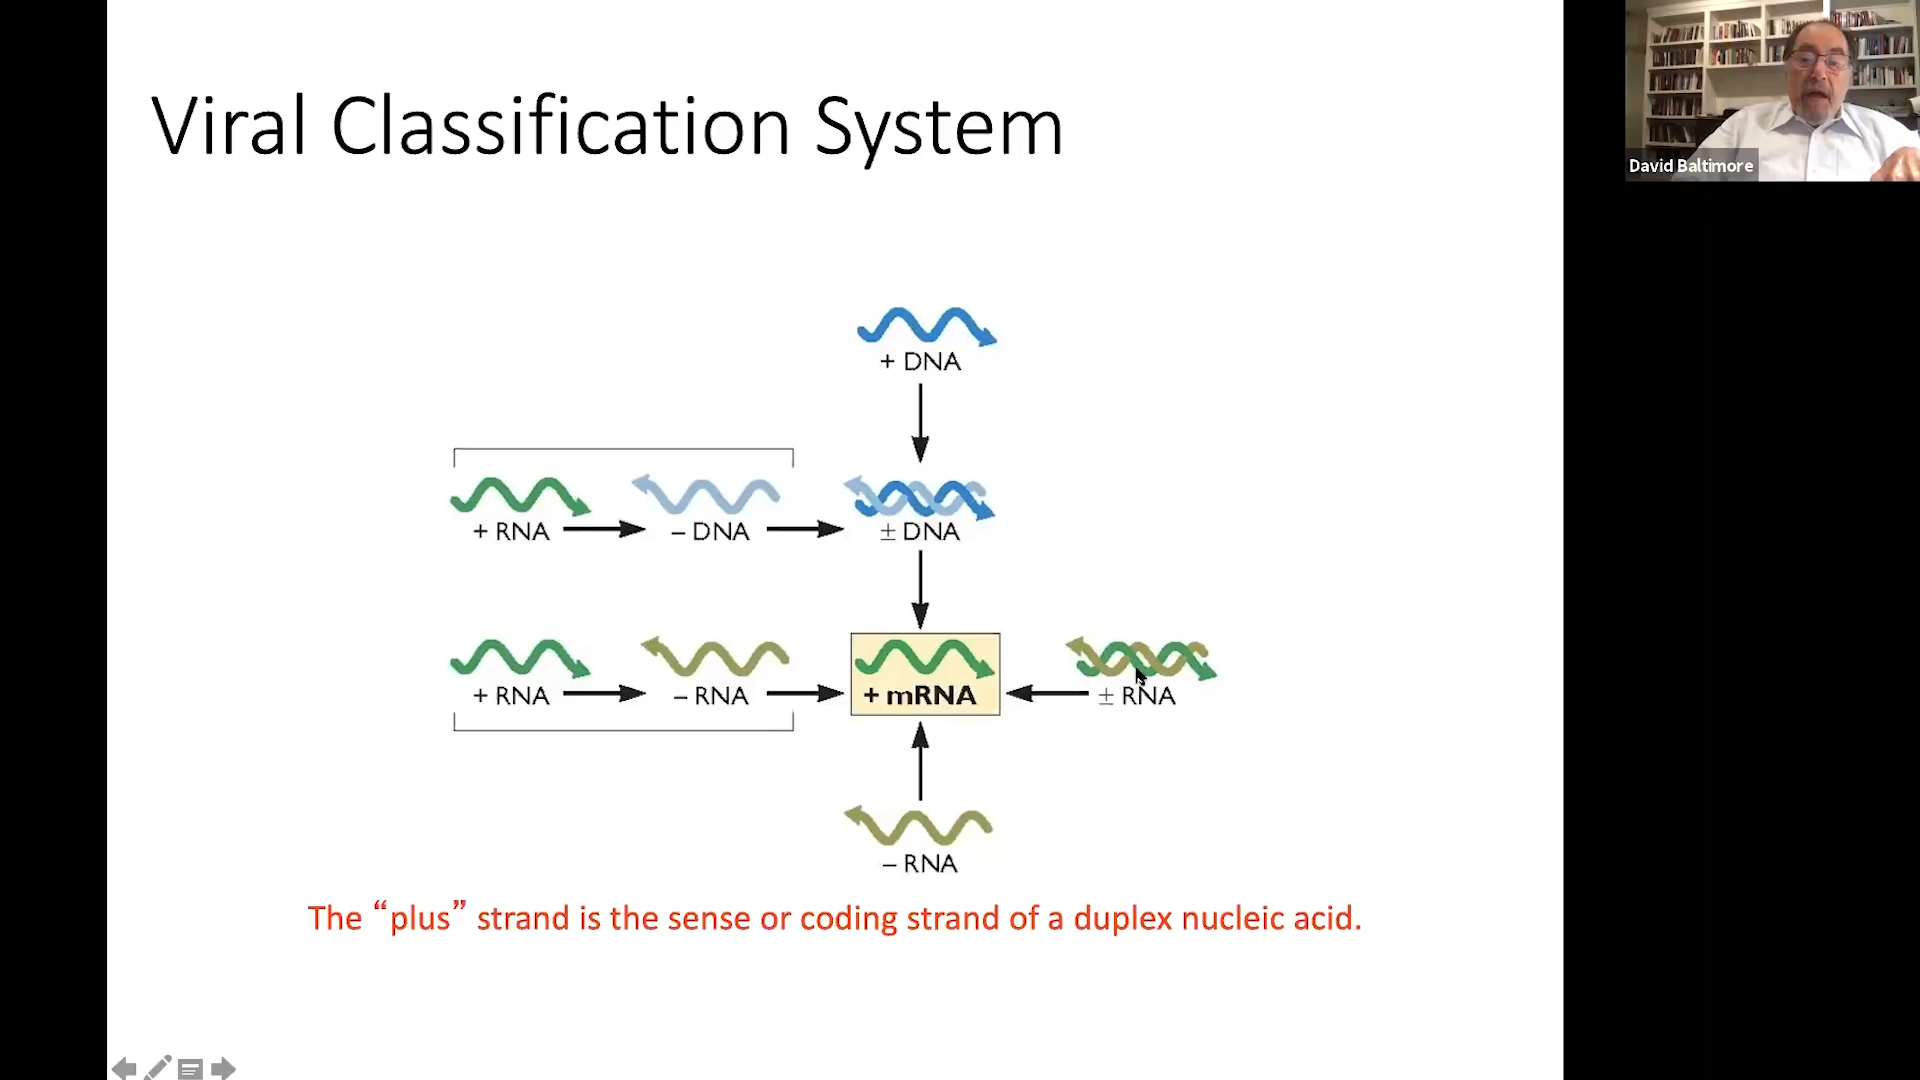 Viral Classification System
David Baltimore
+ DNA
+ RNA
– DNA
± DNA
+ RNA
– RNA
+ mRNA
± RNA
– RNA
The “plus” strand is the sense or coding strand of a duplex nucleic acid.